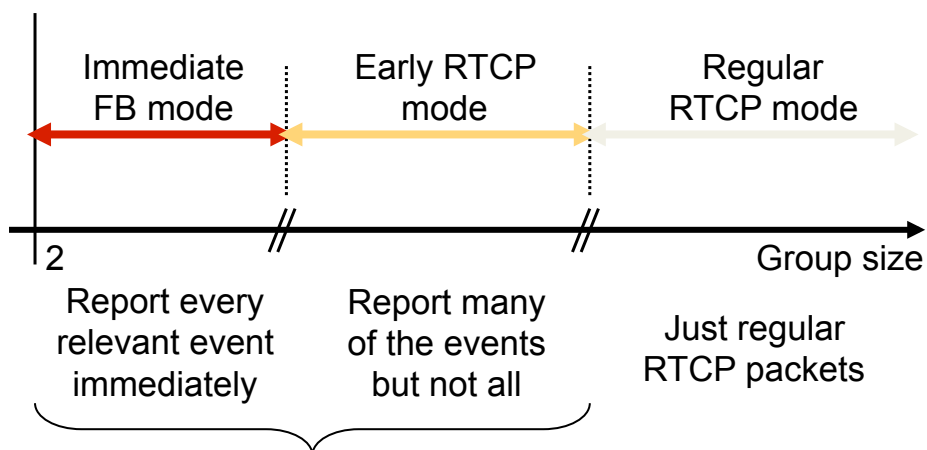 Immediate
FB mode
Early RTCP
mode
Regular
RTCP mode
2
Group size
Report every
relevant event
immediately
Report many
of the events
but not all
Just regular
RTCP packets